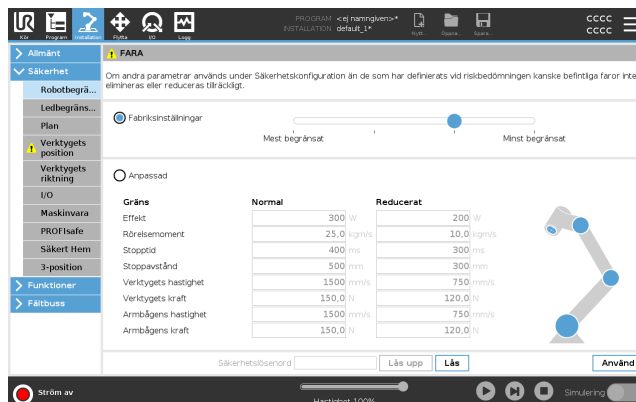 PROGRAM <ej namngiven>*
INSTALLATION default_1*
CCCC
CCCC
Kör Program Installation Flytta I/O Logg Nytt... Öppna... Spara...
Allmänt
Säkerhet
Robotbegrä...
Ledbegräns...
Plan
Verktygets position
Verktygets riktning
I/O
Maskinvara
PROFIsafe
Säkert Hem
3-position
Funktioner
Fältbuss
FARA
Om andra parametrar används under Säkerhetskonfiguration än de som har definierats vid riskbedömningen kanske befintliga faror inte
elimineras eller reduceras tillräckligt.
Fabriksinställningar
Mest begränsat Minst begränsat
Anpassad
Gräns Normal Reducerat
Effekt 300 W 200 W
Rörelsemoment 25,0 kgm/s 10,0 kgm/s
Stopptid 400 ms 300 ms
Stoppavstånd 500 mm 300 mm
Verktygets hastighet 1500 mm/s 750 mm/s
Verktygets kraft 150,0 N 120,0 N
Armbågens hastighet 1500 mm/s 750 mm/s
Armbågens kraft 150,0 N 120,0 N
Säkerhetslösenord Lås upp Lås Använd
Ström av
Hastighet 100%
Simulering